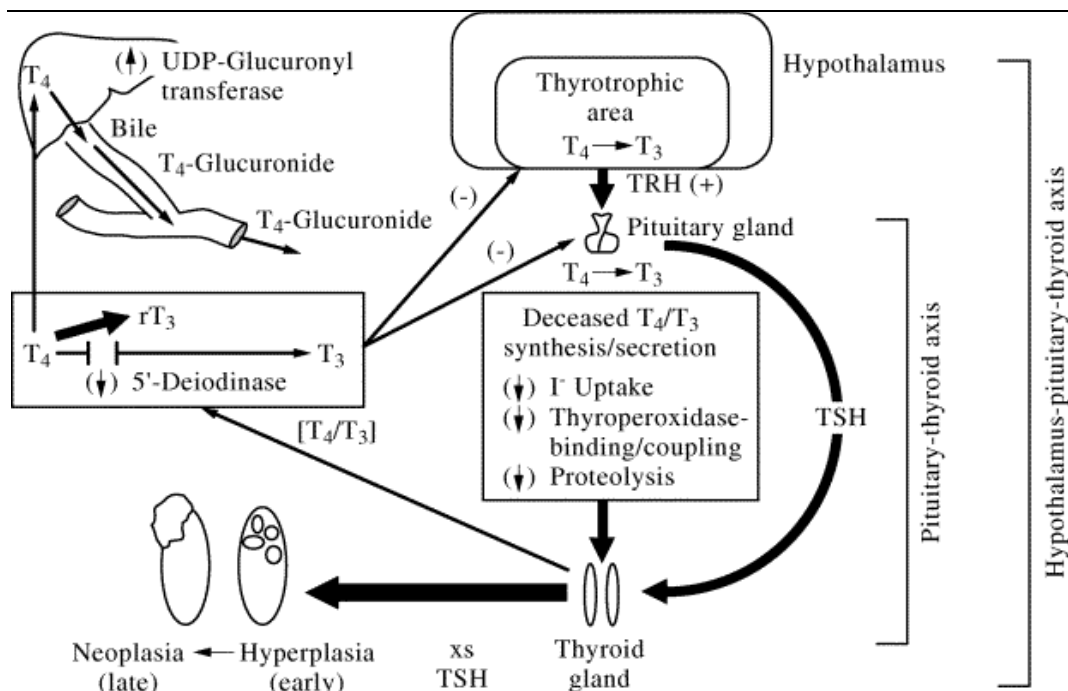 (↑) UDP-Glucuronyl
transferase
T₄
Bile
T₄-Glucuronide
T₄-Glucuronide
Hypothalamus
Thyrotrophic
area
T₄ → T₃
TRH (+)
(-)
(-)
Pituitary gland
T₄ → T₃
rT₃
T₄
T₃
(↓) 5'-Deiodinase
[T₄/T₃]
Deceased T₄/T₃
synthesis/secretion
(↓) I⁻ Uptake
(↓) Thyroperoxidase-
binding/coupling
(↓) Proteolysis
TSH
Pituitary-thyroid axis
Hypothalamus-pituitary-thyroid axis
Neoplasia ← Hyperplasia
(late) (early)
xs
TSH
Thyroid
gland